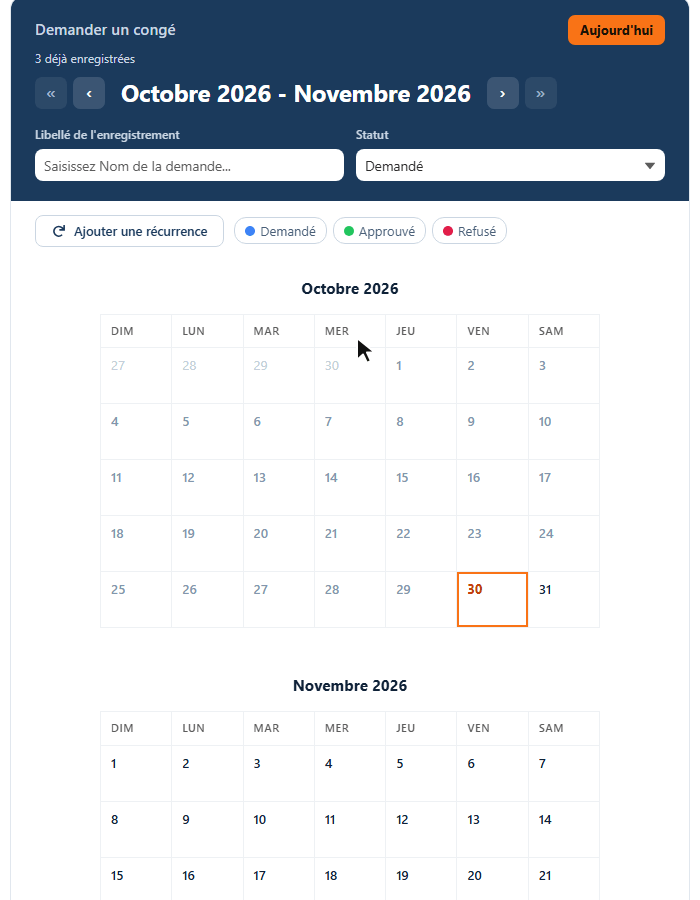 Demander un congé
Aujourd'hui
3 déjà enregistrées
« ‹ Octobre 2026 - Novembre 2026 › »
Libellé de l'enregistrement Statut
Saisissez Nom de la demande... Demandé
Ajouter une récurrence Demandé Approuvé Refusé
Octobre 2026
DIM LUN MAR MER JEU VEN SAM
27 28 29 30 1 2 3
4 5 6 7 8 9 10
11 12 13 14 15 16 17
18 19 20 21 22 23 24
25 26 27 28 29 30 31
Novembre 2026
DIM LUN MAR MER JEU VEN SAM
1 2 3 4 5 6 7
8 9 10 11 12 13 14
15 16 17 18 19 20 21